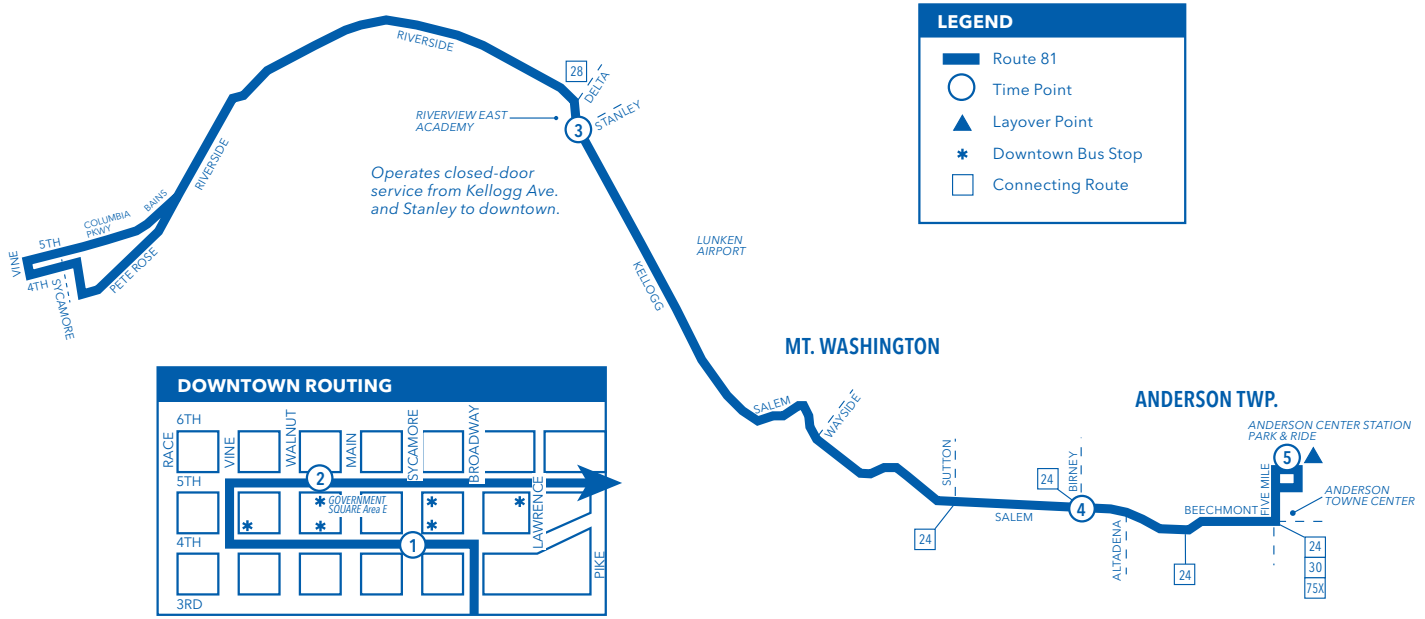 RIVERSIDE
28
DELTA
STANLEY
RIVERVIEW EAST
ACADEMY
3
Operates closed-door
service from Kellogg Ave.
and Stanley to downtown.
RIVERSIDE
BAINS
COLUMBIA
PKWY
5TH
VINE
4TH
SYCAMORE
PETE ROSE
LUNKEN
AIRPORT
KELLOGG
LEGEND
Route 81
Time Point
Layover Point
Downtown Bus Stop
Connecting Route
MT. WASHINGTON
SALEM
WAYSIDE
SUTTON
24
SALEM
24
BIRNEY
4
ALTADENA
24
BEECHMONT
FIVE MILE
ANDERSON TWP.
ANDERSON CENTER STATION
PARK & RIDE
5
ANDERSON
TOWNE CENTER
24
30
75X
DOWNTOWN ROUTING
6TH
RACE
VINE
WALNUT
MAIN
SYCAMORE
BROADWAY
5TH
2
GOVERNMENT
SQUARE Area E
LAWRENCE
4TH
1
PIKE
3RD